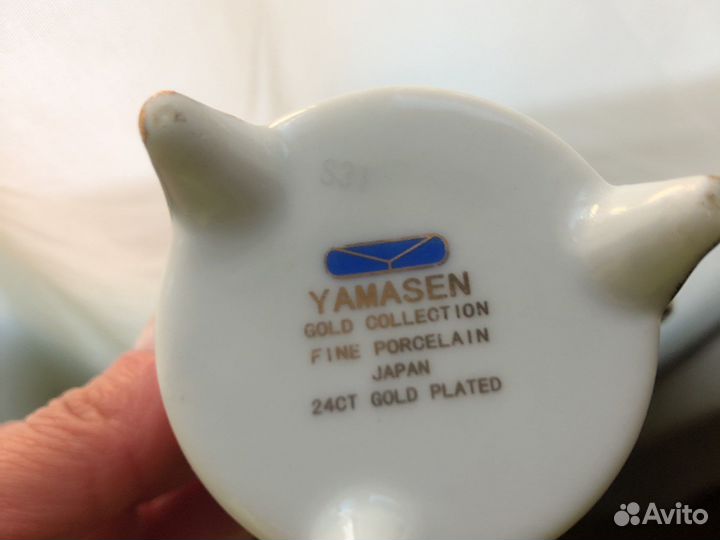 YAMASEN
GOLD COLLECTION
FINE PORCELAIN
JAPAN
24CT GOLD PLATED
Avito